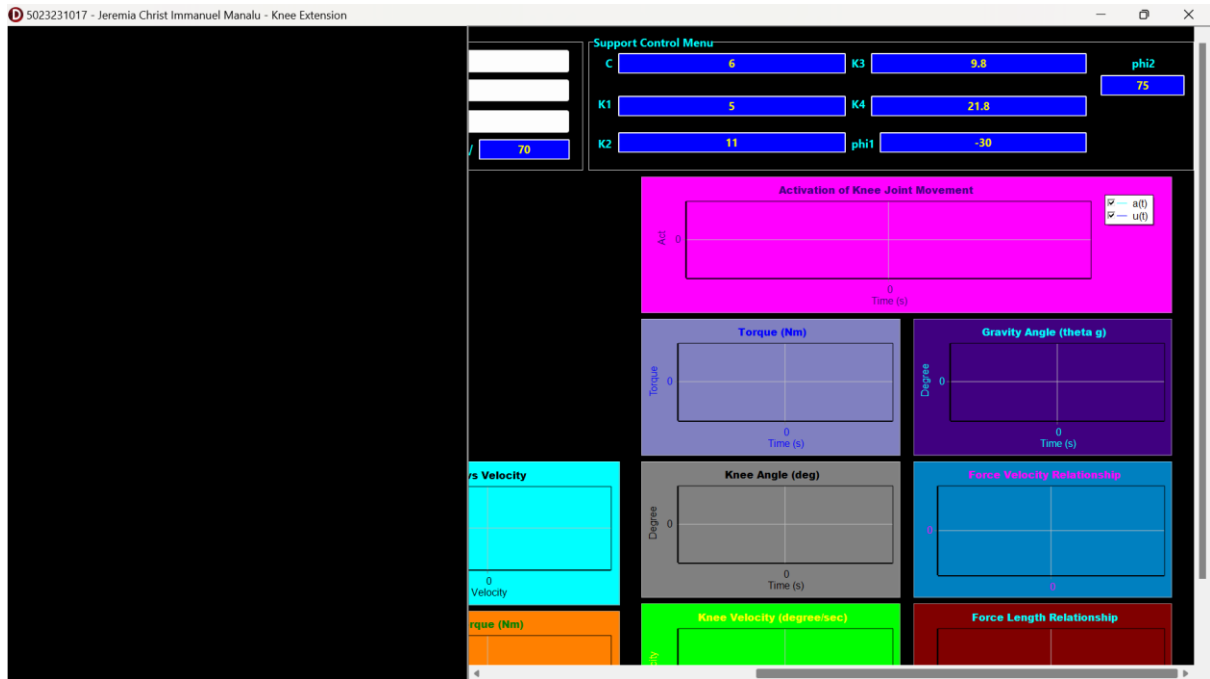 5023231017 - Jeremia Christ Immanuel Manalu - Knee Extension
Support Control Menu
C 6 K3 9.8 phi2
75
K1 5 K4 21.8
/ 70 K2 11 phi1 -30
Activation of Knee Joint Movement
a(t)
u(t)
Act 0
0
Time (s)
Torque (Nm) Gravity Angle (theta g)
Torque 0 Degree 0
0 0
Time (s) Time (s)
vs Velocity Knee Angle (deg) Force Velocity Relationship
Degree 0 0
0 0 0
Velocity Time (s)
rque (Nm) Knee Velocity (degree/sec) Force Length Relationship
city